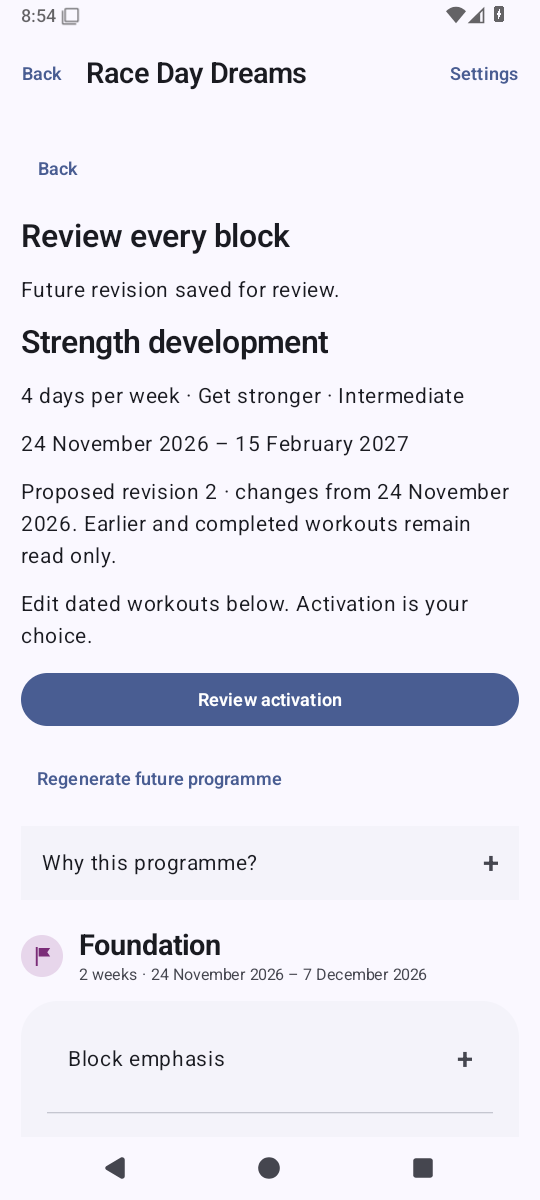 8:54
Back
Race Day Dreams
Settings
Back
Review every block
Future revision saved for review.
Strength development
4 days per week · Get stronger · Intermediate
24 November 2026 – 15 February 2027
Proposed revision 2 · changes from 24 November
2026. Earlier and completed workouts remain
read only.
Edit dated workouts below. Activation is your
choice.
Review activation
Regenerate future programme
Why this programme? +
Foundation
2 weeks · 24 November 2026 – 7 December 2026
Block emphasis +